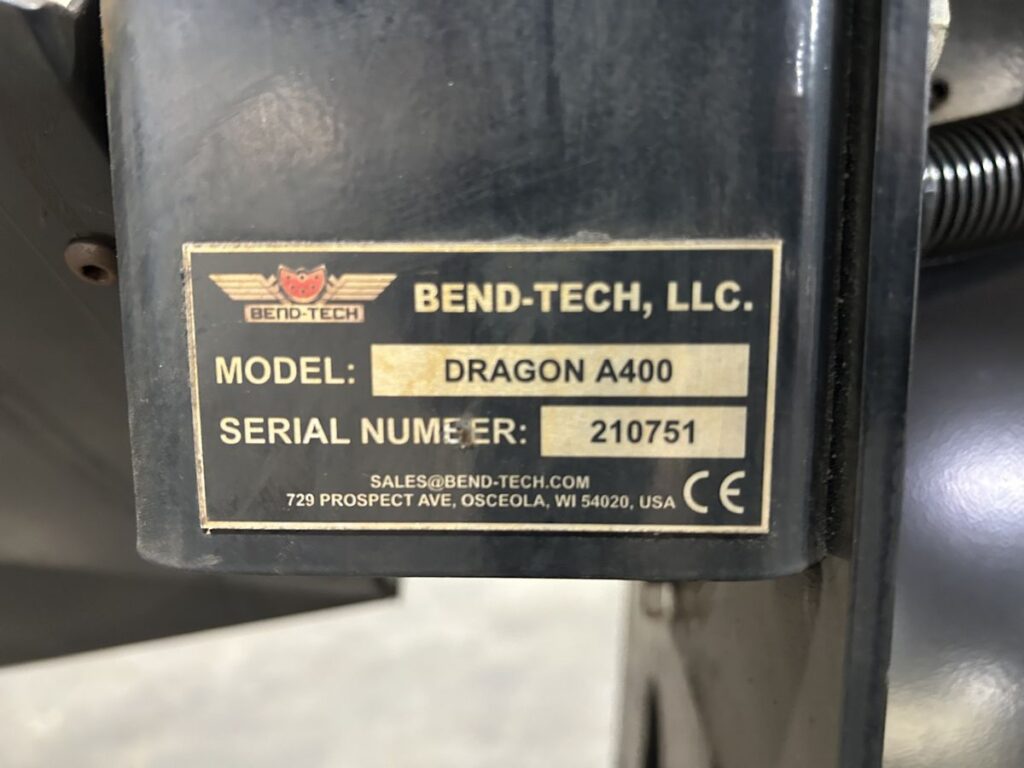 BEND-TECH
BEND-TECH, LLC.
MODEL: DRAGON A400
SERIAL NUMBER: 210751
SALES@BEND-TECH.COM
729 PROSPECT AVE, OSCEOLA, WI 54020, USA
CE